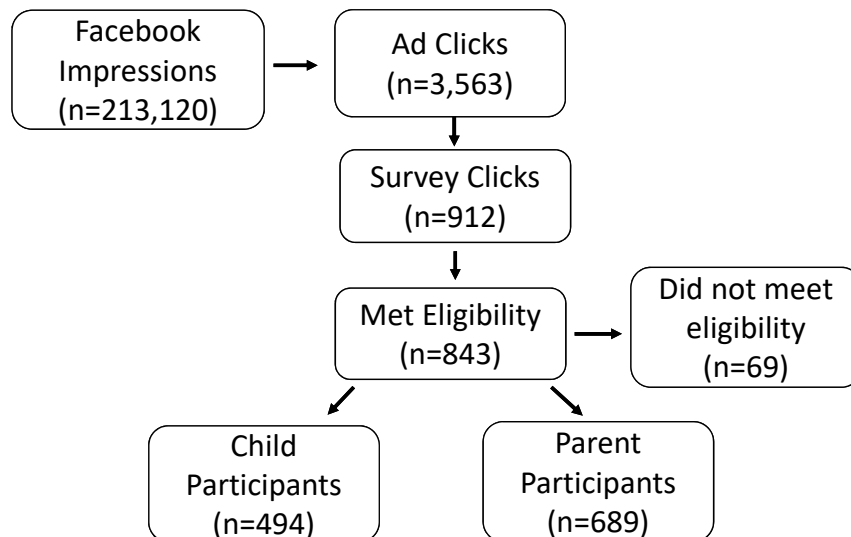 Facebook
Impressions
(n=213,120)
Ad Clicks
(n=3,563)
Survey Clicks
(n=912)
Met Eligibility
(n=843)
Did not meet
eligibility
(n=69)
Child
Participants
(n=494)
Parent
Participants
(n=689)